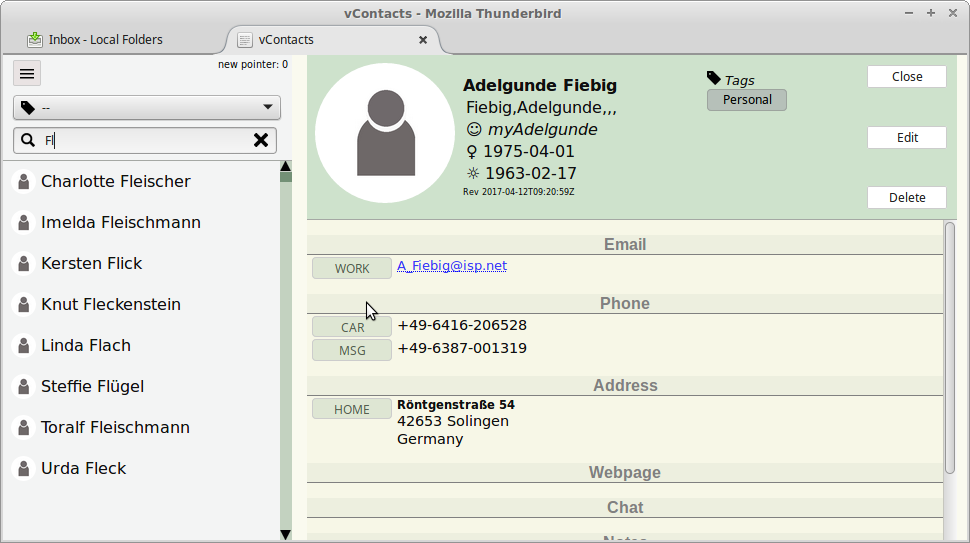 vContacts - Mozilla Thunderbird
Inbox - Local Folders
vContacts
new pointer: 0
--
Fl
Charlotte Fleischer
Imelda Fleischmann
Kersten Flick
Knut Fleckenstein
Linda Flach
Steffie Flügel
Toralf Fleischmann
Urda Fleck
Adelgunde Fiebig
Fiebig,Adelgunde,,,
☺ myAdelgunde
♀ 1975-04-01
☼ 1963-02-17
Rev 2017-04-12T09:20:59Z
Tags
Personal
Close
Edit
Delete
Email
WORK A_Fiebig@isp.net
Phone
CAR +49-6416-206528
MSG +49-6387-001319
Address
HOME Röntgenstraße 54
42653 Solingen
Germany
Webpage
Chat
Notes